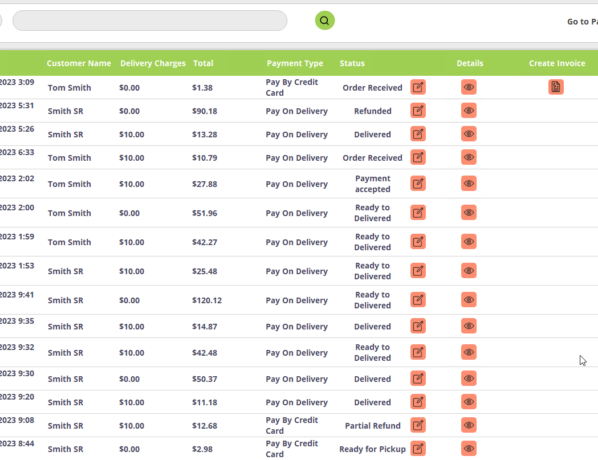 Go to Pa
Customer Name Delivery Charges Total Payment Type Status Details Create Invoice
2023 3:09 Tom Smith $0.00 $1.38 Pay By Credit Card Order Received
2023 5:31 Smith SR $0.00 $90.18 Pay On Delivery Refunded
2023 5:26 Smith SR $10.00 $13.28 Pay On Delivery Delivered
2023 6:33 Tom Smith $10.00 $10.79 Pay On Delivery Order Received
2023 2:02 Tom Smith $10.00 $27.88 Pay On Delivery Payment accepted
2023 2:00 Tom Smith $0.00 $51.96 Pay On Delivery Ready to Delivered
2023 1:59 Tom Smith $10.00 $42.27 Pay On Delivery Ready to Delivered
2023 1:53 Smith SR $10.00 $25.48 Pay On Delivery Ready to Delivered
2023 9:41 Smith SR $0.00 $120.12 Pay On Delivery Ready to Delivered
2023 9:35 Smith SR $10.00 $14.87 Pay On Delivery Delivered
2023 9:32 Smith SR $10.00 $42.48 Pay On Delivery Ready to Delivered
2023 9:30 Smith SR $0.00 $50.37 Pay On Delivery Delivered
2023 9:20 Smith SR $10.00 $11.18 Pay On Delivery Delivered
2023 9:08 Smith SR $10.00 $12.68 Pay By Credit Card Partial Refund
2023 8:44 Smith SR $0.00 $2.98 Pay By Credit Card Ready for Pickup